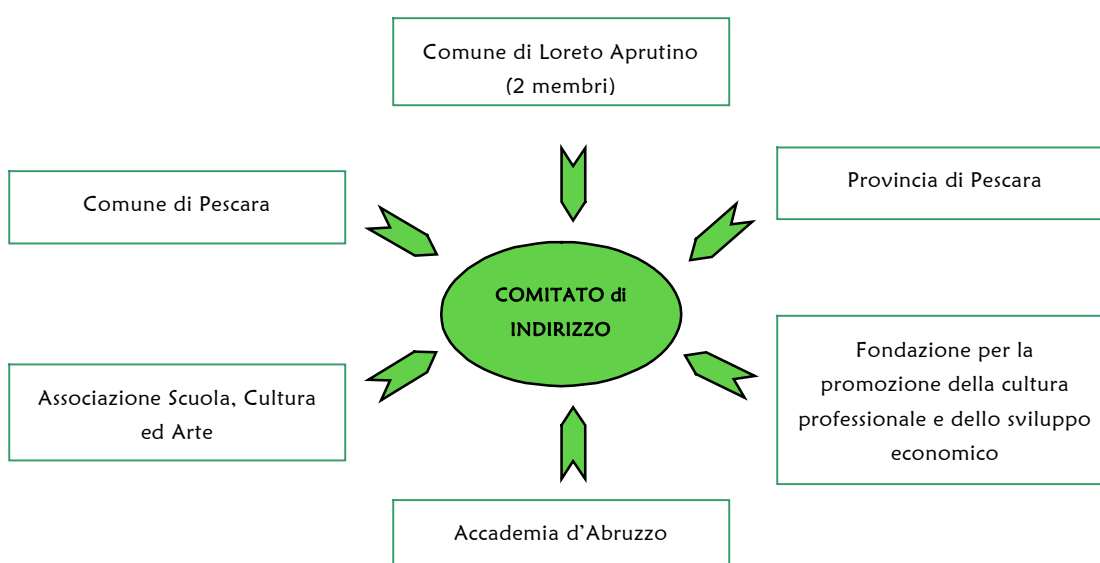 Comune di Loreto Aprutino
(2 membri)
Provincia di Pescara
Comune di Pescara
COMITATO di
INDIRIZZO
Fondazione per la
promozione della cultura
professionale e dello sviluppo
economico
Associazione Scuola, Cultura
ed Arte
Accademia d’Abruzzo